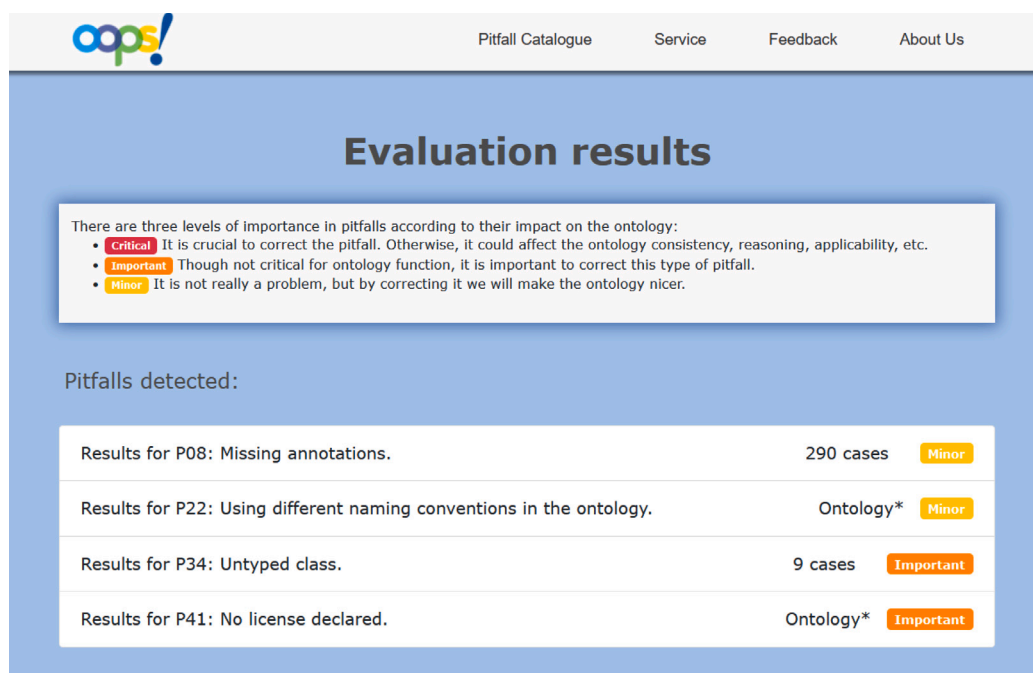 oops!
Pitfall Catalogue Service Feedback About Us
Evaluation results
There are three levels of importance in pitfalls according to their impact on the ontology:
• Critical It is crucial to correct the pitfall. Otherwise, it could affect the ontology consistency, reasoning, applicability, etc.
• Important Though not critical for ontology function, it is important to correct this type of pitfall.
• Minor It is not really a problem, but by correcting it we will make the ontology nicer.
Pitfalls detected:
Results for P08: Missing annotations. 290 cases Minor
Results for P22: Using different naming conventions in the ontology. Ontology* Minor
Results for P34: Untyped class. 9 cases Important
Results for P41: No license declared. Ontology* Important